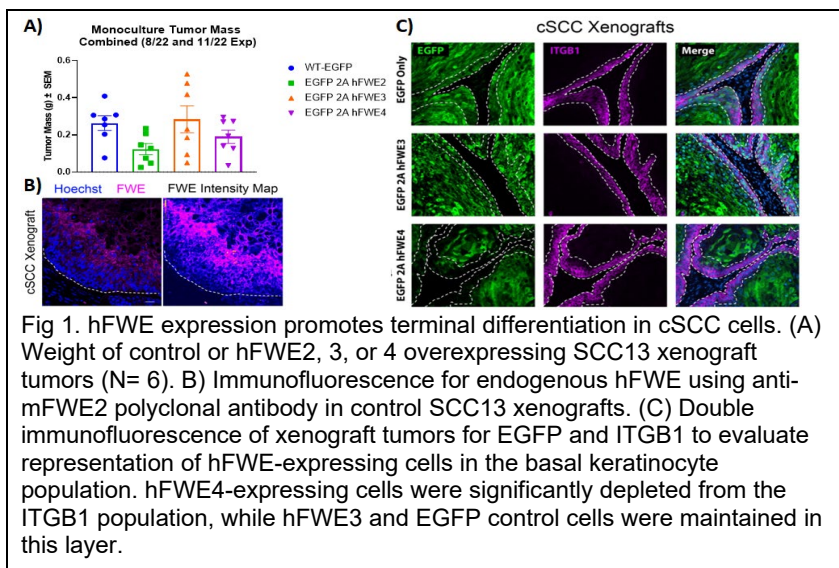 A)
Monoculture Tumor Mass
Combined (8/22 and 11/22 Exp)
Tumor Mass (g) ± SEM
0.6
0.4
0.2
0.0
WT-EGFP
EGFP 2A hFWE2
EGFP 2A hFWE3
EGFP 2A hFWE4
B)
Hoechst FWE
FWE Intensity Map
cSCC Xenograft
C)
cSCC Xenografts
EGFP
ITGB1
Merge
EGFP Only
EGFP 2A hFWE3
EGFP 2A hFWE4
Fig 1. hFWE expression promotes terminal differentiation in cSCC cells. (A)
Weight of control or hFWE2, 3, or 4 overexpressing SCC13 xenograft
tumors (N= 6). B) Immunofluorescence for endogenous hFWE using anti-
mFWE2 polyclonal antibody in control SCC13 xenografts. (C) Double
immunofluorescence of xenograft tumors for EGFP and ITGB1 to evaluate
representation of hFWE-expressing cells in the basal keratinocyte
population. hFWE4-expressing cells were significantly depleted from the
ITGB1 population, while hFWE3 and EGFP control cells were maintained in
this layer.